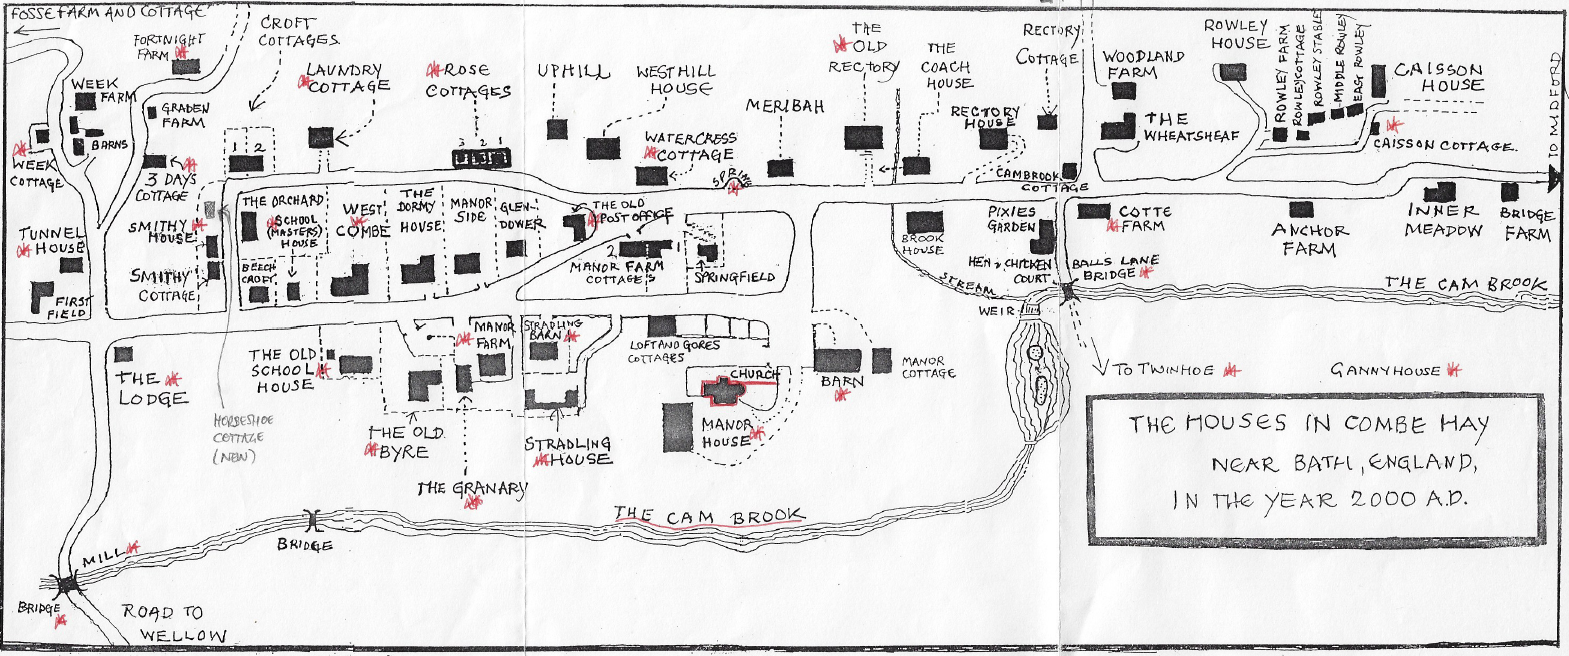 FOSSE FARM AND COTTAGE
FORTNIGHT
FARM
CROFT
COTTAGES
LAUNDRY
COTTAGE
ROSE
COTTAGES
3 2 1
UPHILL
WESTHILL
HOUSE
MERIBAH
THE
OLD
RECTORY
THE
COACH
HOUSE
RECTORY
COTTAGE
RECTORY
HOUSE
WOODLAND
FARM
THE
WHEATSHEAF
ROWLEY
HOUSE
ROWLEY FARM
ROWLEY COTTAGE
ROWLEY STABLE
MIDDLE ROWLEY
EAST ROWLEY
CAISSON
HOUSE
CAISSON COTTAGE.
TO MIDFORD
WEEK
FARM
BARNS
WEEK
COTTAGE
GRADEN
FARM
3 DAYS
COTTAGE
1 2
WATERCRESS
COTTAGE
SPRING
CAMBROOK
COTTAGE
TUNNEL
HOUSE
FIRST
FIELD
SMITHY
HOUSE
SMITHY
COTTAGE
THE ORCHARD
SCHOOL
(MASTERS)
HOUSE
BEECH
CROFT
WEST
COMBE
THE
DORMY
HOUSE
MANOR
SIDE
GLEN-
DOWER
THE OLD
POST OFFICE
2 1
MANOR FARM
COTTAGES
SPRINGFIELD
BROOK
HOUSE
PIXIES
GARDEN
HEN & CHICKEN
COURT
COTTE
FARM
BALLS LANE
BRIDGE
ANCHOR
FARM
INNER
MEADOW
BRIDGE
FARM
THE CAM BROOK
STREAM
WEIR
THE
LODGE
THE OLD
SCHOOL
HOUSE
MANOR
FARM
STRADLING
BARN
LOFT AND GORES
COTTAGES
CHURCH
MANOR
HOUSE
BARN
MANOR
COTTAGE
TO TWINHOE
GANNYHOUSE
HORSESHOE
COTTAGE
(NEW)
THE OLD
BYRE
THE GRANARY
STRADLING
HOUSE
THE CAM BROOK
BRIDGE
MILL
BRIDGE
ROAD TO
WELLOW
THE HOUSES IN COMBE HAY
NEAR BATH, ENGLAND,
IN THE YEAR 2000 A.D.